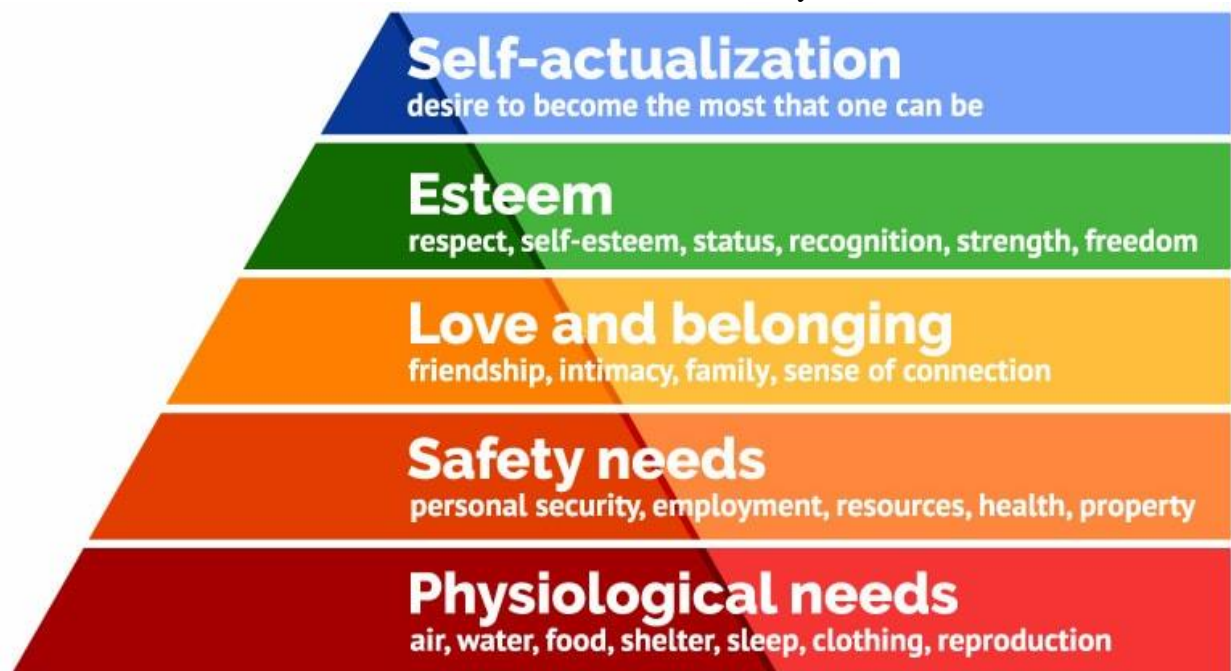 Self-actualization
desire to become the most that one can be
Esteem
respect, self-esteem, status, recognition, strength, freedom
Love and belonging
friendship, intimacy, family, sense of connection
Safety needs
personal security, employment, resources, health, property
Physiological needs
air, water, food, shelter, sleep, clothing, reproduction